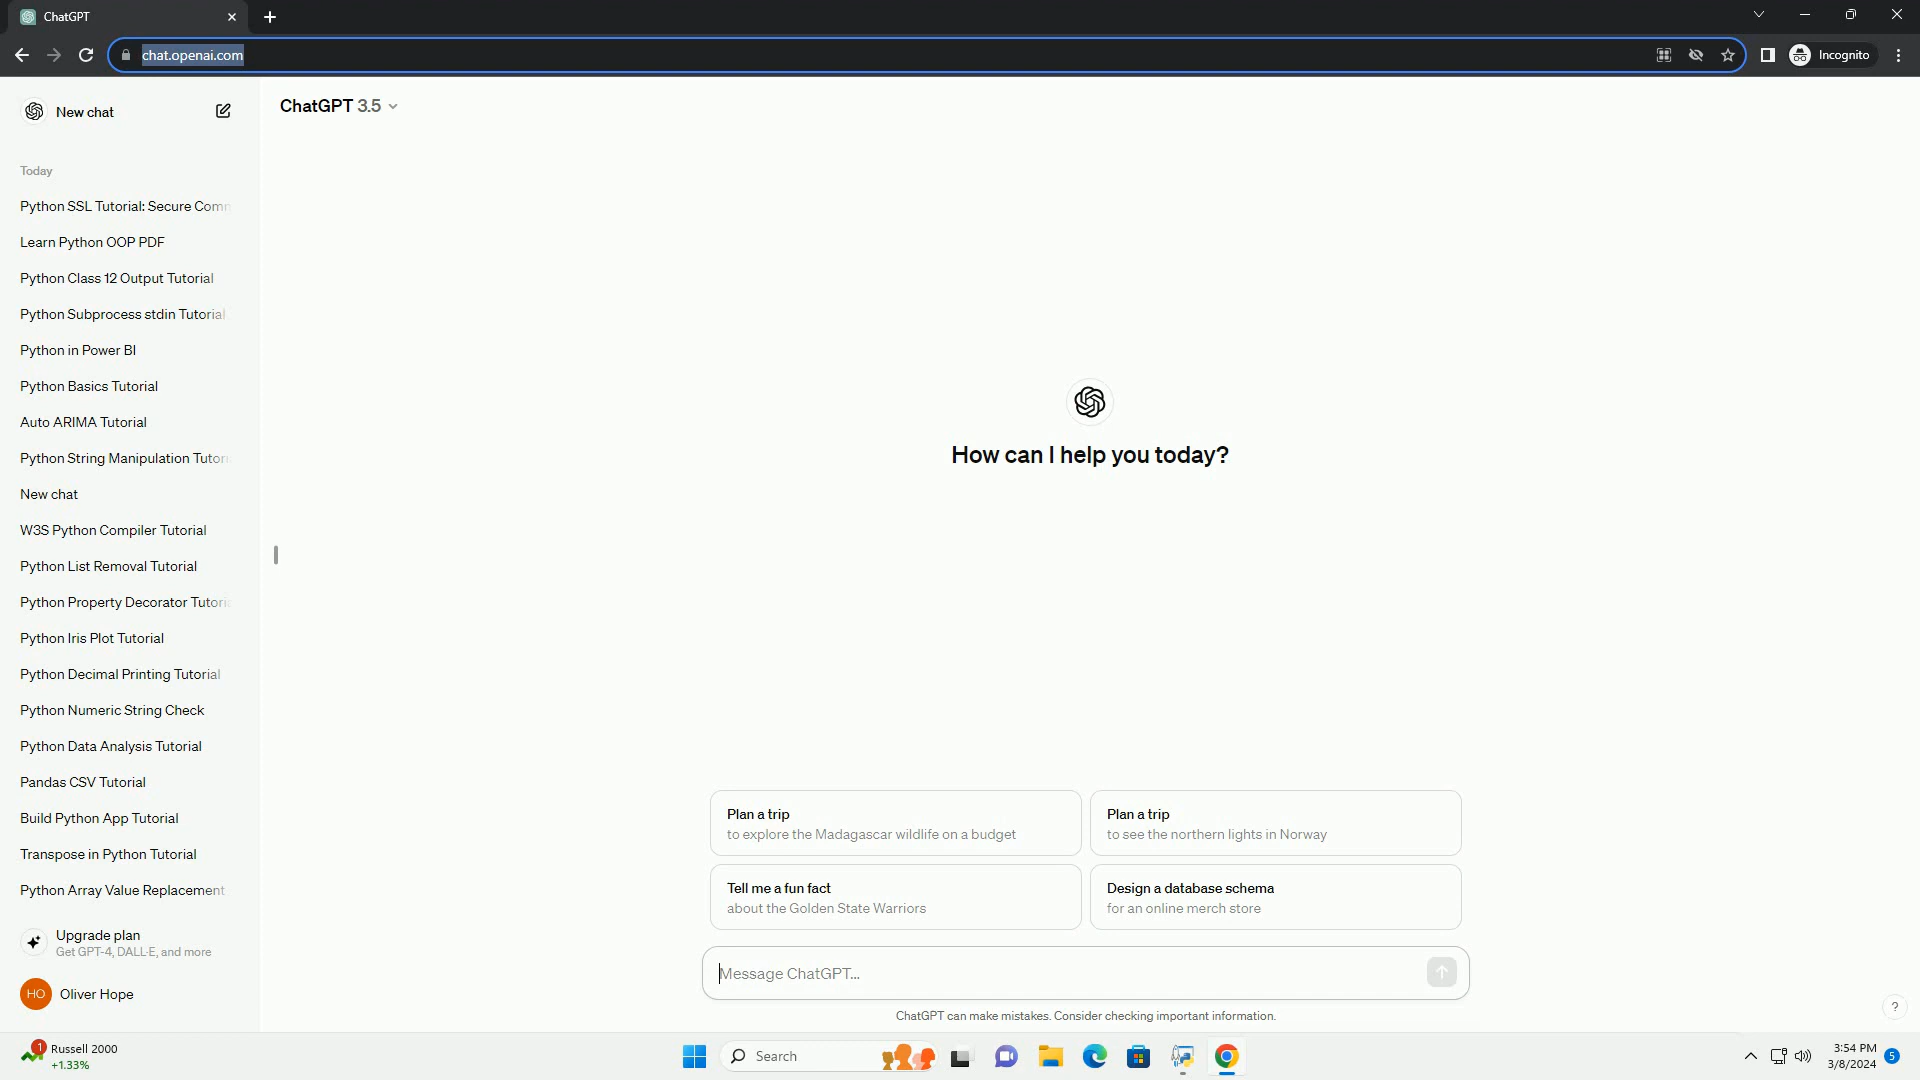 ChatGPT
chat.openai.com
Incognito
New chat
ChatGPT 3.5
Today
Python SSL Tutorial: Secure Com
Learn Python OOP PDF
Python Class 12 Output Tutorial
Python Subprocess stdin Tutorial
Python in Power BI
Python Basics Tutorial
Auto ARIMA Tutorial
Python String Manipulation Tutor
New chat
W3S Python Compiler Tutorial
Python List Removal Tutorial
Python Property Decorator Tutori
Python Iris Plot Tutorial
Python Decimal Printing Tutorial
Python Numeric String Check
Python Data Analysis Tutorial
Pandas CSV Tutorial
Build Python App Tutorial
Transpose in Python Tutorial
Python Array Value Replacement
Upgrade plan
Get GPT-4, DALL·E, and more
HO
Oliver Hope
How can I help you today?
Plan a trip
to explore the Madagascar wildlife on a budget
Plan a trip
to see the northern lights in Norway
Tell me a fun fact
about the Golden State Warriors
Design a database schema
for an online merch store
Message ChatGPT...
ChatGPT can make mistakes. Consider checking important information.
?
1
Russell 2000
+1.33%
Search
3:54 PM
3/8/2024
5